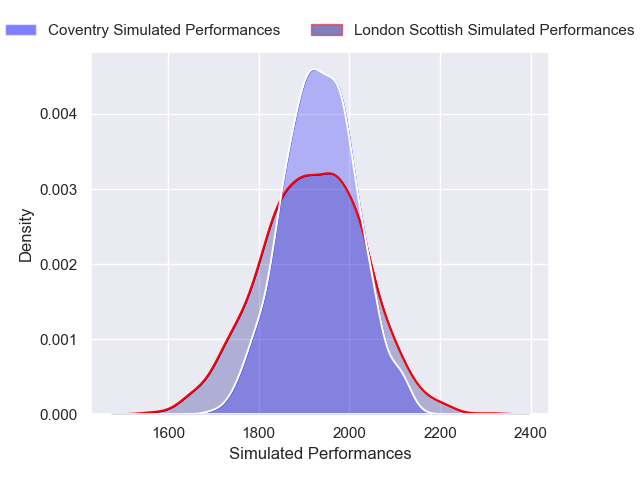 Coventry Simulated Performances
London Scottish Simulated Performances
Density
0.004
0.003
0.002
0.001
0.000
1600 1800 2000 2200 2400
Simulated Performances